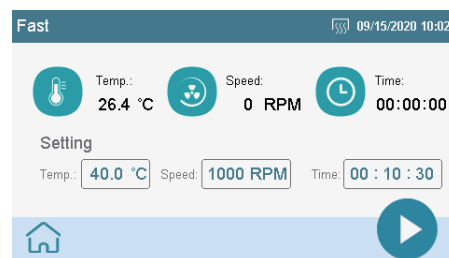 Fast 09/15/2020 10:02
Temp.: Speed: Time:
26.4 °C 0 RPM 00:00:00
Setting
Temp.: 40.0 °C Speed: 1000 RPM Time: 00 : 10 : 30